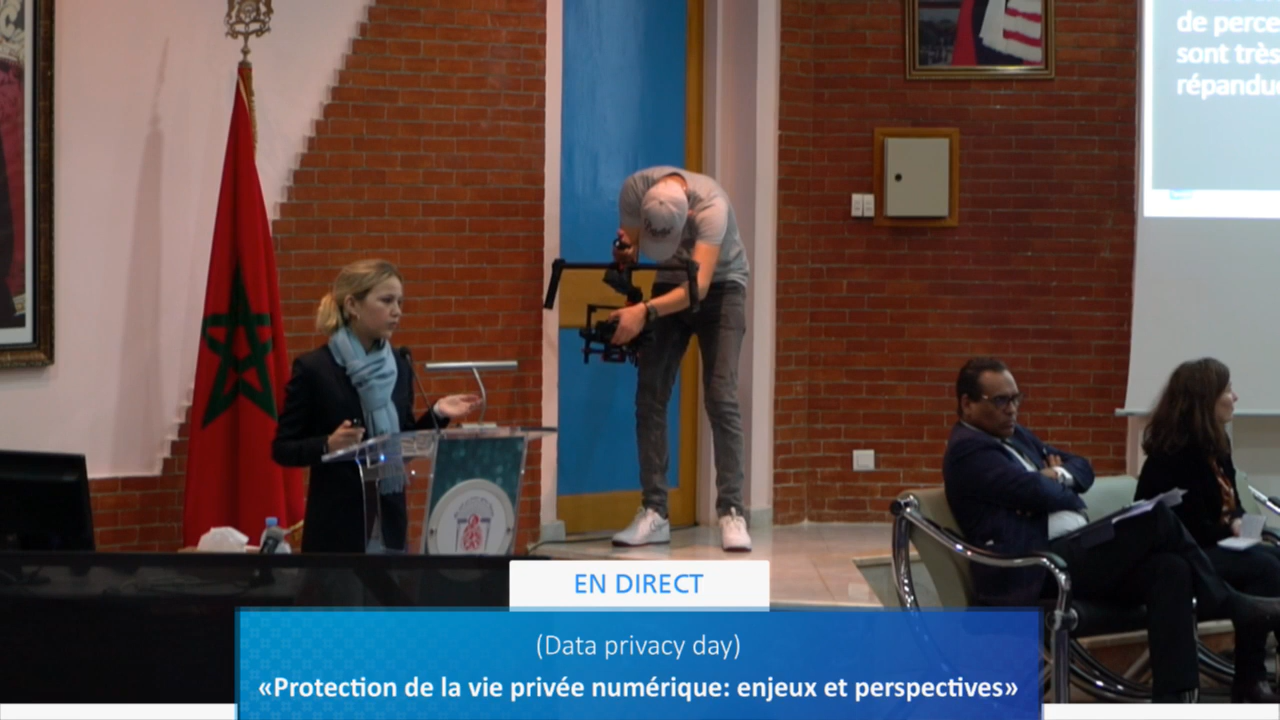 de perce
sont très
répandue
EN DIRECT
(Data privacy day)
«Protection de la vie privée numérique: enjeux et perspectives»